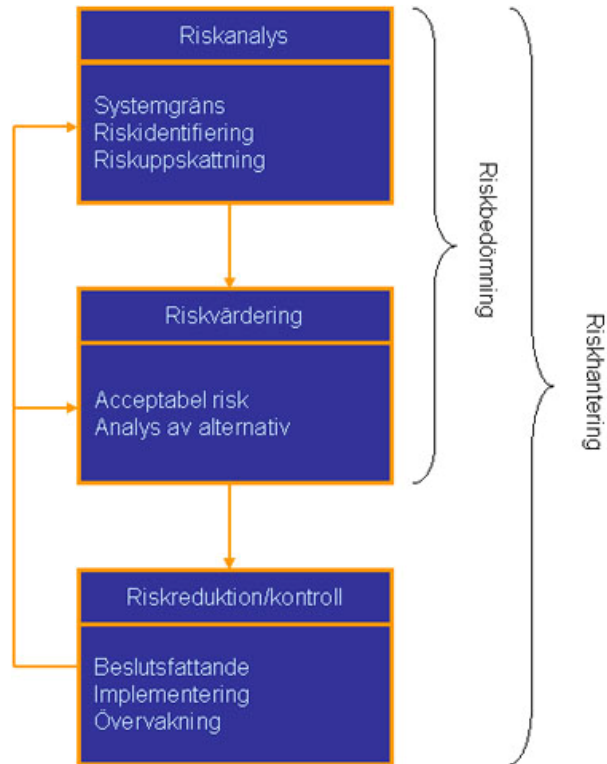 Riskanalys
Systemgräns
Riskidentifiering
Riskuppskattning
Riskvärdering
Acceptabel risk
Analys av alternativ
Riskreduktion/kontroll
Beslutsfattande
Implementering
Övervakning
Riskbedömning
Riskhantering